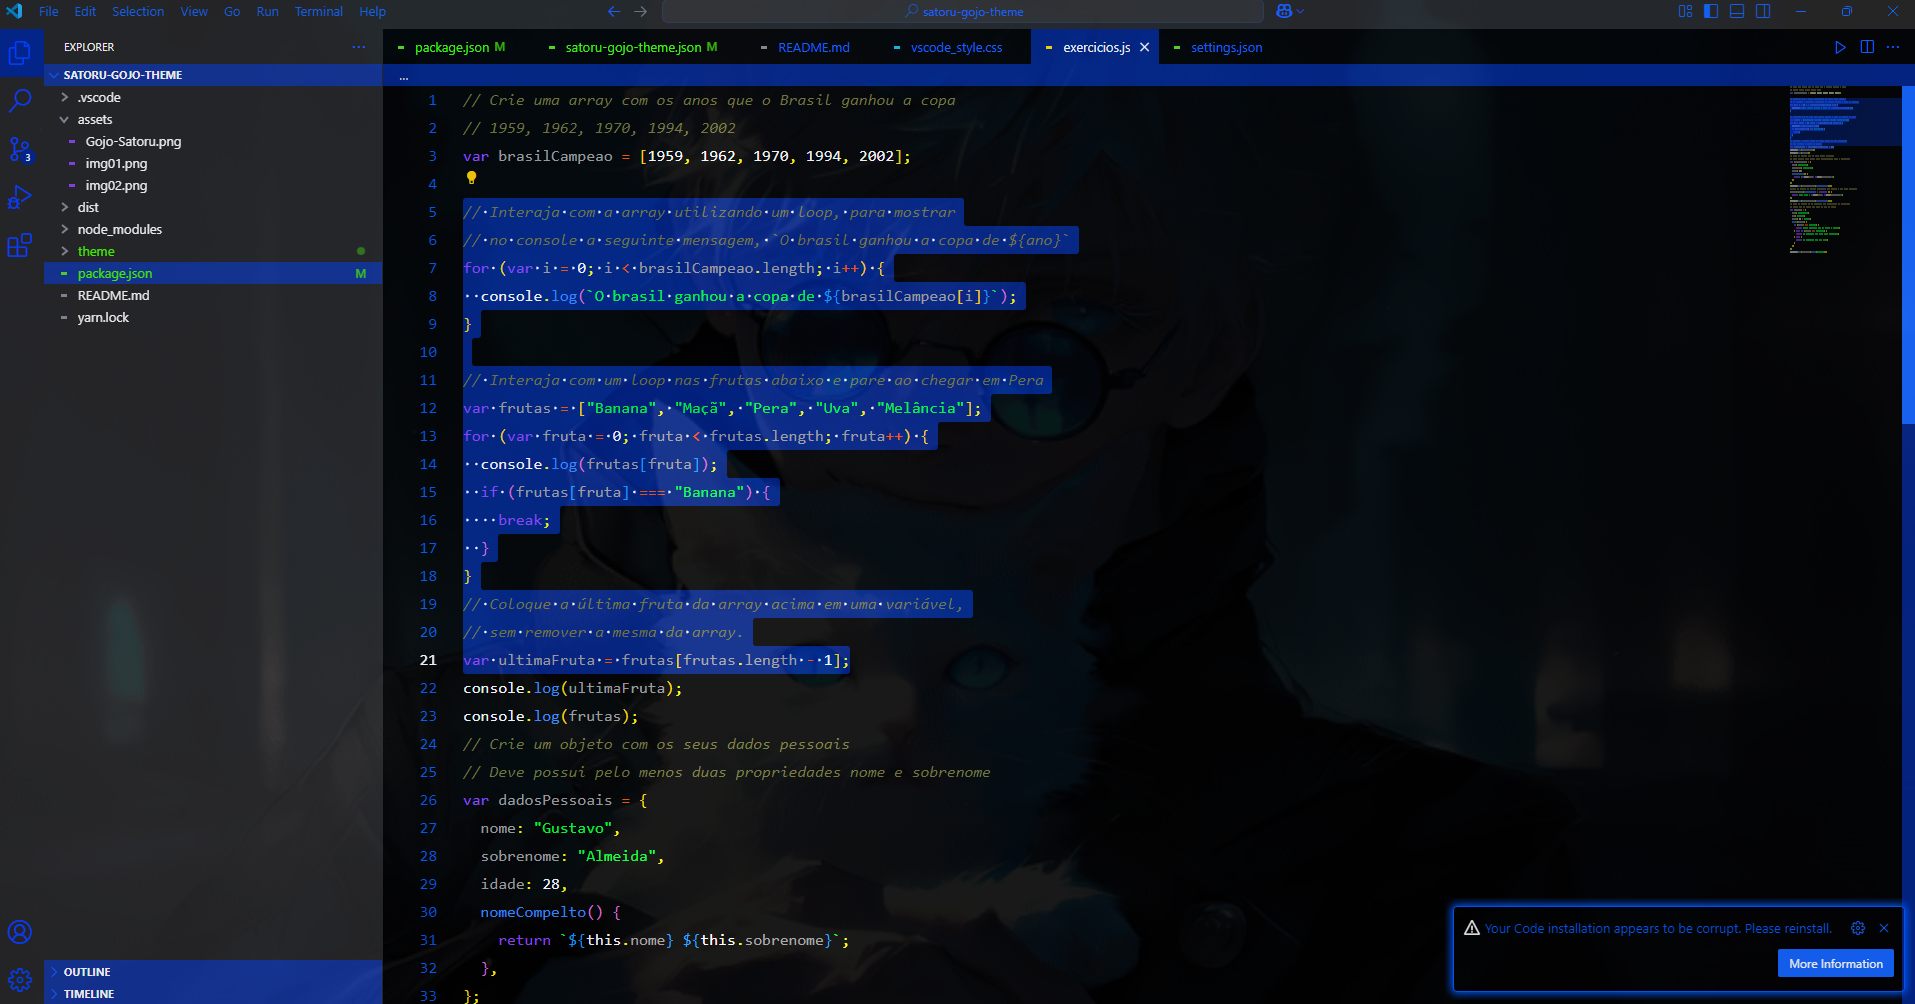 File Edit Selection View Go Run Terminal Help
satoru-gojo-theme
EXPLORER
SATORU-GOJO-THEME
.vscode
assets
Gojo-Satoru.png
img01.png
img02.png
dist
node_modules
theme
package.json M
README.md
yarn.lock
OUTLINE
TIMELINE
3
package.json M satoru-gojo-theme.json M README.md vscode_style.css exercicios.js settings.json
...
1 // Crie uma array com os anos que o Brasil ganhou a copa
2 // 1959, 1962, 1970, 1994, 2002
3 var brasilCampeao = [1959, 1962, 1970, 1994, 2002];
4
5 // Interaja com a array utilizando um loop, para mostrar
6 // no console a seguinte mensagem, `O brasil ganhou a copa de ${ano}`
7 for (var i = 0; i < brasilCampeao.length; i++) {
8   console.log(`O brasil ganhou a copa de ${brasilCampeao[i]}`);
9 }
10
11 // Interaja com um loop nas frutas abaixo e pare ao chegar em Pera
12 var frutas = ["Banana", "Maçã", "Pera", "Uva", "Melância"];
13 for (var fruta = 0; fruta < frutas.length; fruta++) {
14   console.log(frutas[fruta]);
15   if (frutas[fruta] === "Banana") {
16     break;
17   }
18 }
19 // Coloque a última fruta da array acima em uma variável,
20 // sem remover a mesma da array.
21 var ultimaFruta = frutas[frutas.length - 1];
22 console.log(ultimaFruta);
23 console.log(frutas);
24 // Crie um objeto com os seus dados pessoais
25 // Deve possui pelo menos duas propriedades nome e sobrenome
26 var dadosPessoais = {
27   nome: "Gustavo",
28   sobrenome: "Almeida",
29   idade: 28,
30   nomeCompelto() {
31     return `${this.nome} ${this.sobrenome}`;
32   },
33 };
Your Code installation appears to be corrupt. Please reinstall.
More Information